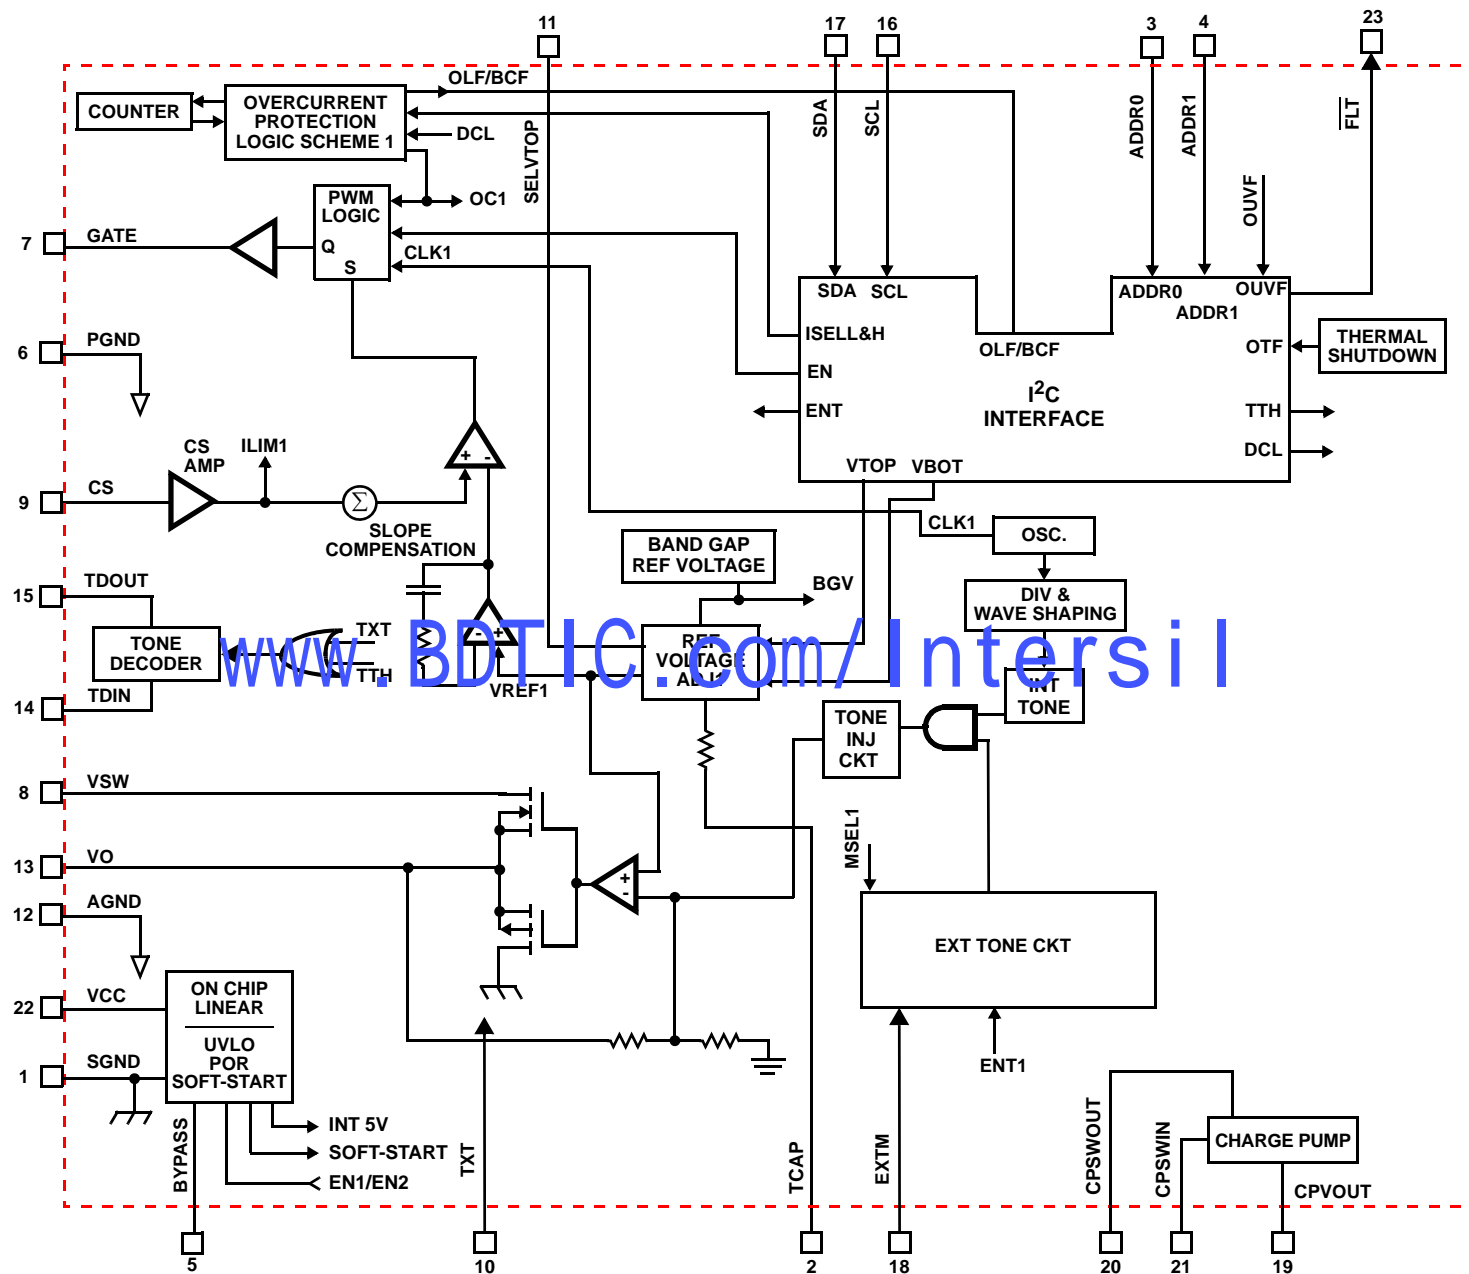 11
17
16
3
4
23
OLF/BCF
COUNTER
OVERCURRENT
PROTECTION
LOGIC SCHEME 1
DCL
SELVTOP
SDA
SCL
ADDR0
ADDR1
FLT
OUVF
PWM
LOGIC
Q
S
OC1
CLK1
7
GATE
SDA
SCL
ADDR0
ADDR1
OUVF
ISELL&H
OLF/BCF
OTF
THERMAL
SHUTDOWN
6
PGND
EN
ENT
I2C
INTERFACE
TTH
DCL
CS
AMP
ILIM1
+ -
VTOP
VBOT
9
CS
Σ
SLOPE
COMPENSATION
CLK1
OSC.
BAND GAP
REF VOLTAGE
BGV
15
TDOUT
DIV &
WAVE SHAPING
TONE
DECODER
TXT
TTH
- +
VREF1
REF
VOLTAGE
ADJ1
www.BDTIC.com/Intersil
INT
TONE
14
TDIN
TONE
INJ
CKT
8
VSW
MSEL1
13
VO
+
-
12
AGND
EXT TONE CKT
22
VCC
ON CHIP
LINEAR
UVLO
POR
SOFT-START
1
SGND
ENT1
BYPASS
INT 5V
SOFT-START
EN1/EN2
TXT
TCAP
EXTM
CPSWOUT
CPSWIN
CHARGE PUMP
CPVOUT
5
10
2
18
20
21
19